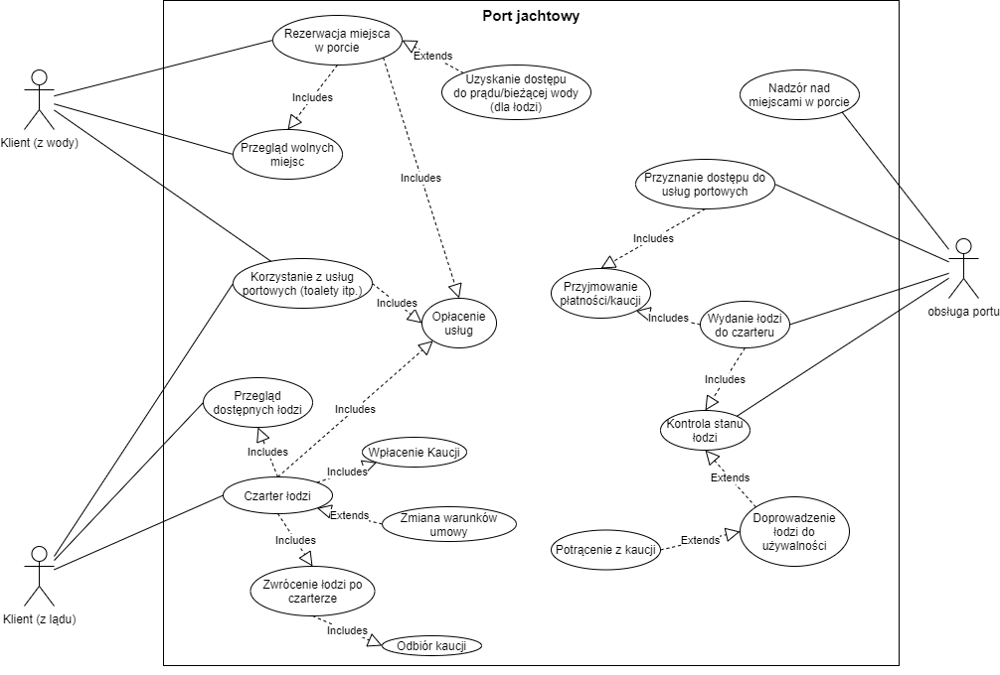 Port jachtowy
Rezerwacja miejsca
w porcie
Extends
Uzyskanie dostępu
do prądu/bieżącej wody
(dla łodzi)
Includes
Przegląd wolnych
miejsc
Includes
Klient (z wody)
Nadzór nad
miejscami w porcie
Przyznanie dostępu do
usług portowych
Includes
Korzystanie z usług
portowych (toalety itp.)
Includes
Opłacenie
usług
Przyjmowanie
płatności/kaucji
Includes
Wydanie łodzi
do czarteru
obsługa portu
Includes
Przegląd
dostępnych łodzi
Includes
Includes
Kontrola stanu
łodzi
Wpłacenie Kaucji
Includes
Czarter łodzi
Extends
Zmiana warunków
umowy
Extends
Doprowadzenie
łodzi do
używalności
Extends
Potrącenie z kaucji
Includes
Zwrócenie łodzi po
czarterze
Includes
Odbiór kaucji
Klient (z lądu)